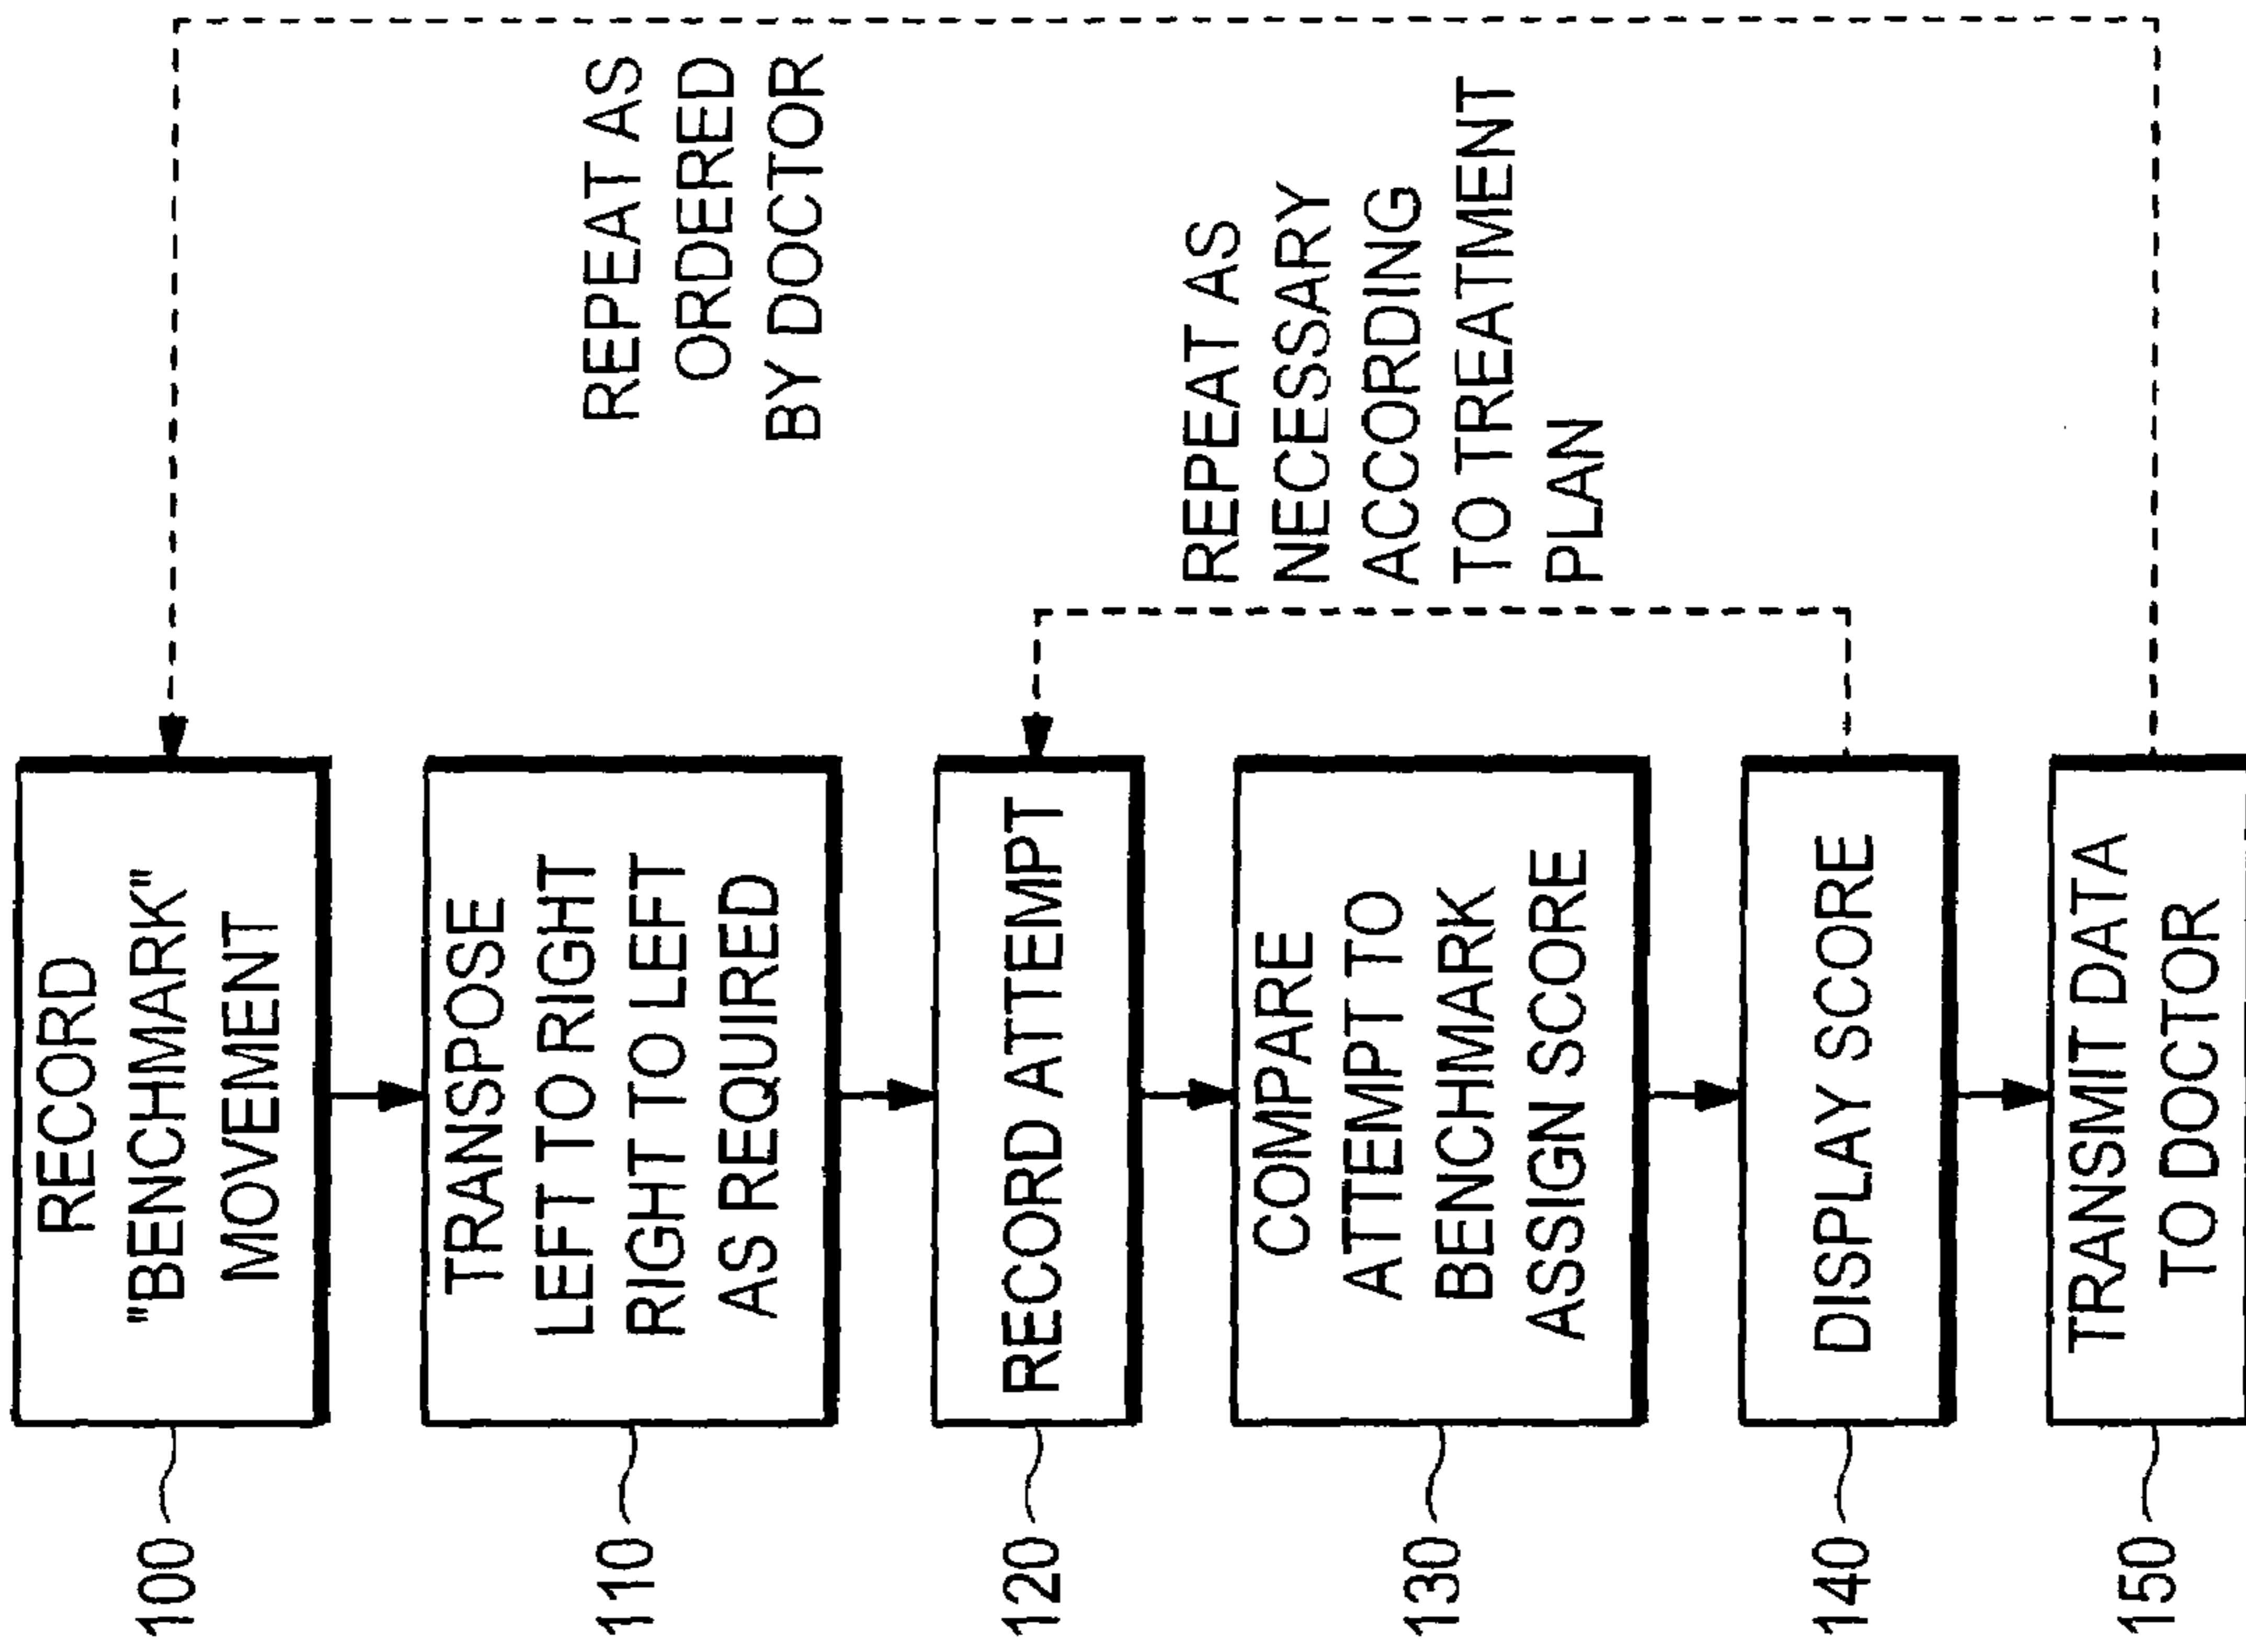 100
RECORD
"BENCHMARK"
MOVEMENT
110
TRANSPOSE
LEFT TO RIGHT
RIGHT TO LEFT
AS REQUIRED
120
RECORD ATTEMPT
130
COMPARE
ATTEMPT TO
BENCHMARK
ASSIGN SCORE
140
DISPLAY SCORE
150
TRANSMIT DATA
TO DOCTOR
REPEAT AS
ORDERED
BY DOCTOR
REPEAT AS
NECESSARY
ACCORDING
TO TREATMENT
PLAN